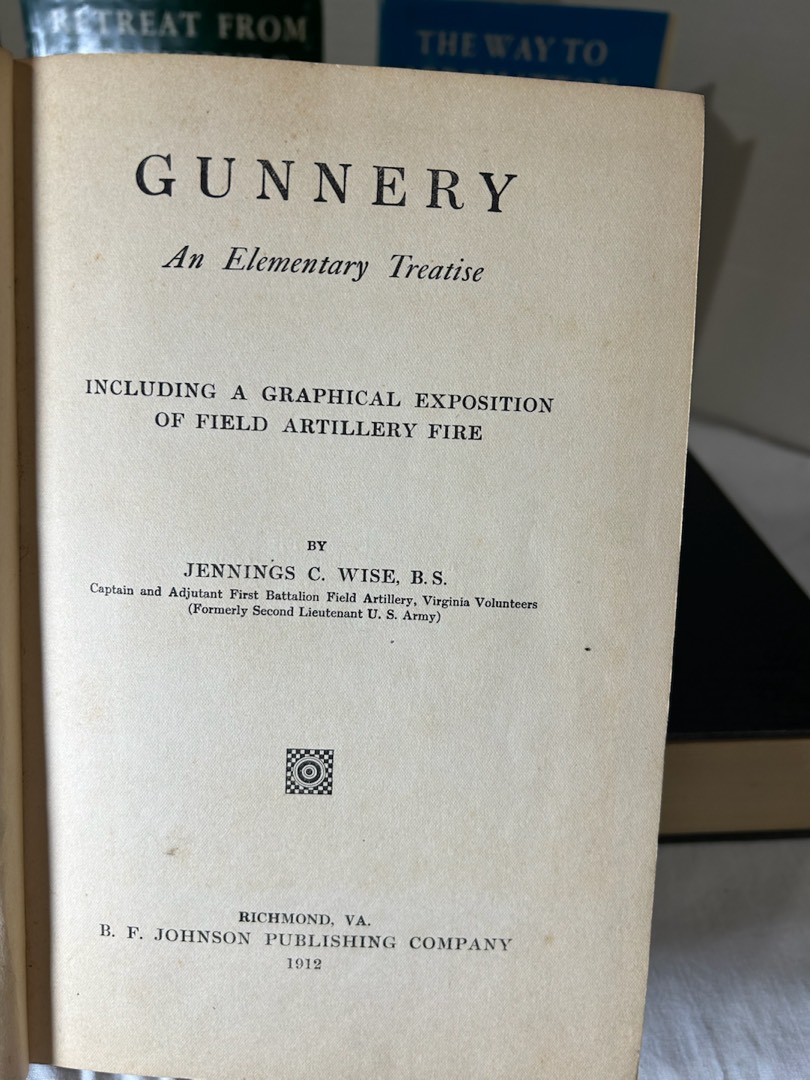 RETREAT FROM
THE WAY TO
GUNNERY
An Elementary Treatise
INCLUDING A GRAPHICAL EXPOSITION
OF FIELD ARTILLERY FIRE
BY
JENNINGS C. WISE, B. S.
Captain and Adjutant First Battalion Field Artillery, Virginia Volunteers
(Formerly Second Lieutenant U. S. Army)
RICHMOND, VA.
B. F. JOHNSON PUBLISHING COMPANY
1912